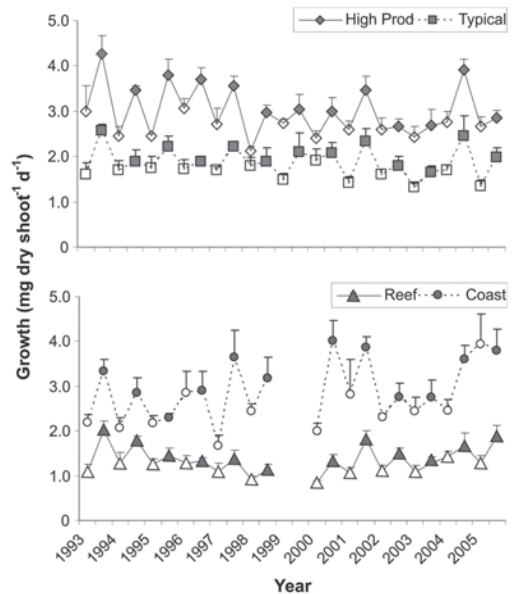 High Prod Typical
5.0
4.0
3.0
2.0
1.0
0
Growth (mg dry shoot⁻¹ d⁻¹)
Reef Coast
5.0
4.0
3.0
2.0
1.0
0
1993 1994 1995 1996 1997 1998 1999 2000 2001 2002 2003 2004 2005
Year